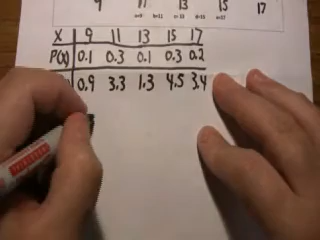 9 11 13 15 17
X 9 11 13 15 17
P(X) 0.1 0.3 0.1 0.3 0.2
0.9 3.3 1.3 4.5 3.4